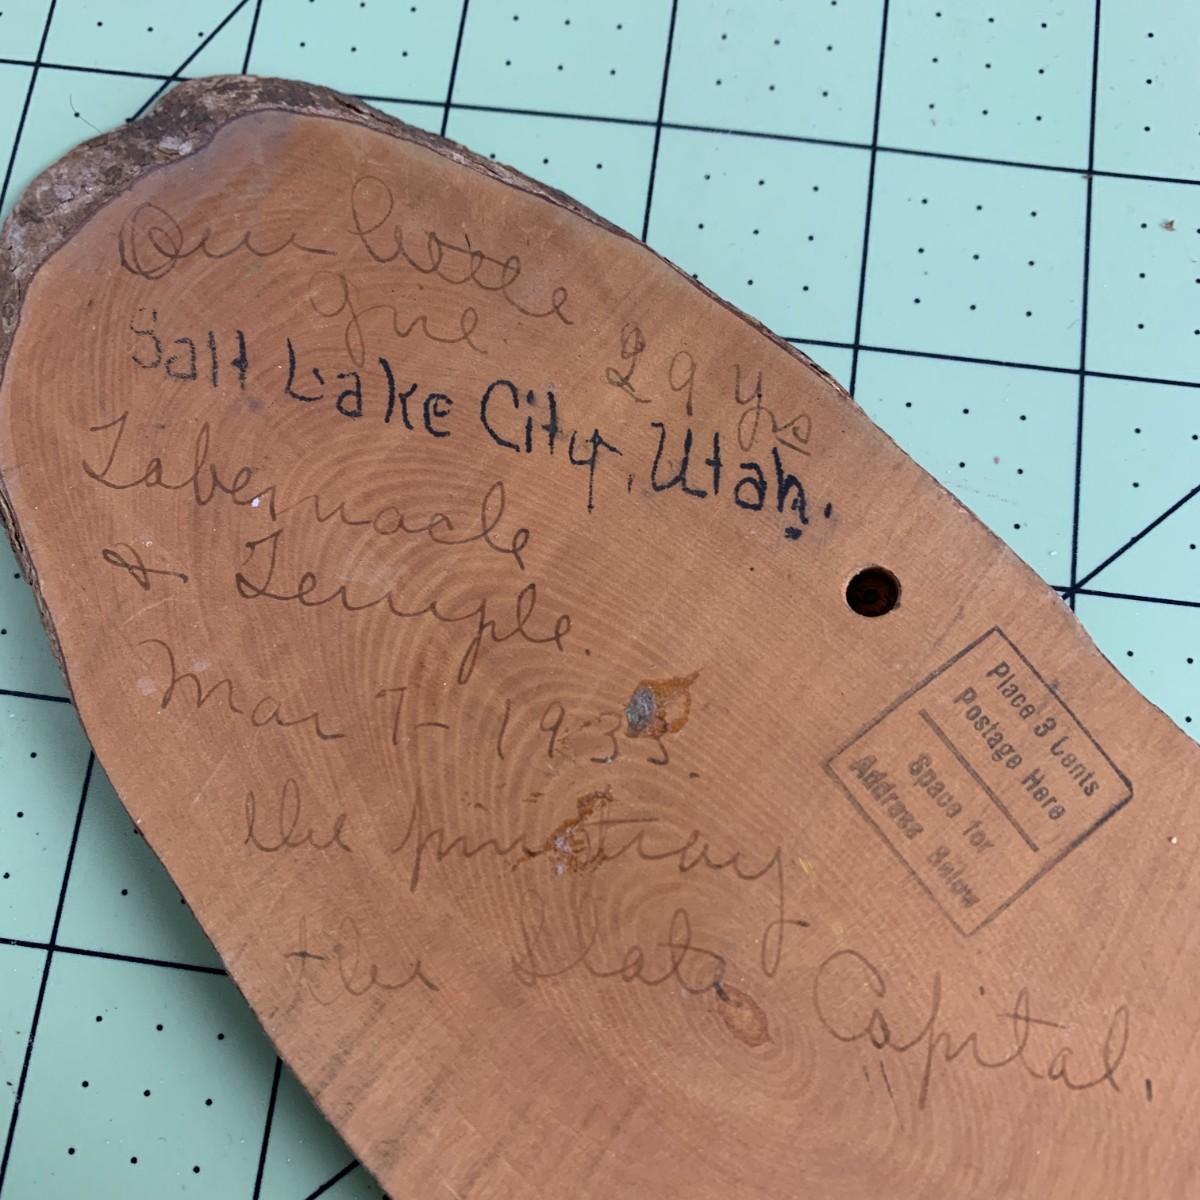 Our little
girl 29 yrs
Salt Lake City, Utah.
Tabernacle
& Temple.
Mar 7- 1935.
the
the State Capital.
Place 3 Cents
Postage Here
Space for
Address Below